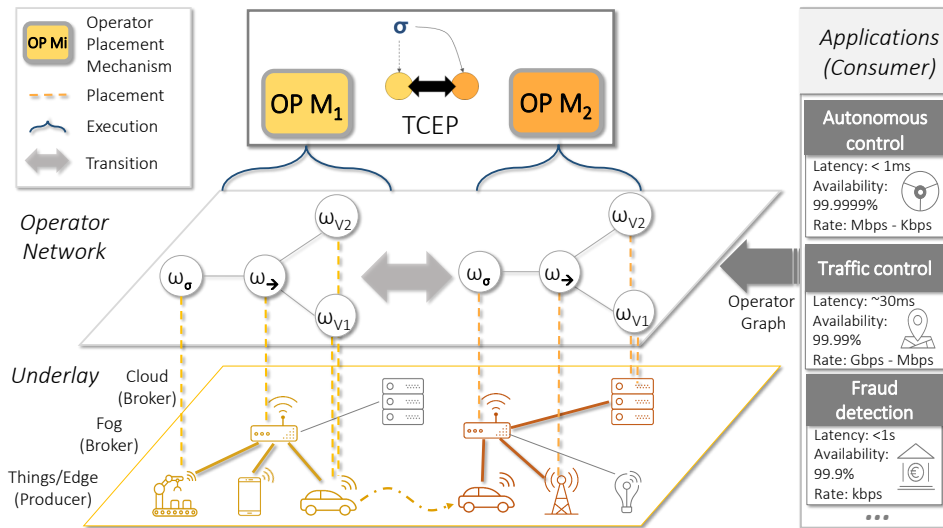 OP Mi
Operator
Placement
Mechanism
Placement
Execution
Transition
σ
OP M1
TCEP
OP M2
Operator
Network
ωσ
ω➔
ωV2
ωV1
ωσ
ω➔
ωV2
ωV1
Operator
Graph
Underlay
Cloud
(Broker)
Fog
(Broker)
Things/Edge
(Producer)
Applications
(Consumer)
Autonomous
control
Latency: < 1ms
Availability:
99.9999%
Rate: Mbps - Kbps
Traffic control
Latency: ~30ms
Availability:
99.99%
Rate: Gbps - Mbps
Fraud
detection
Latency: <1s
Availability:
99.9%
Rate: kbps
€
...